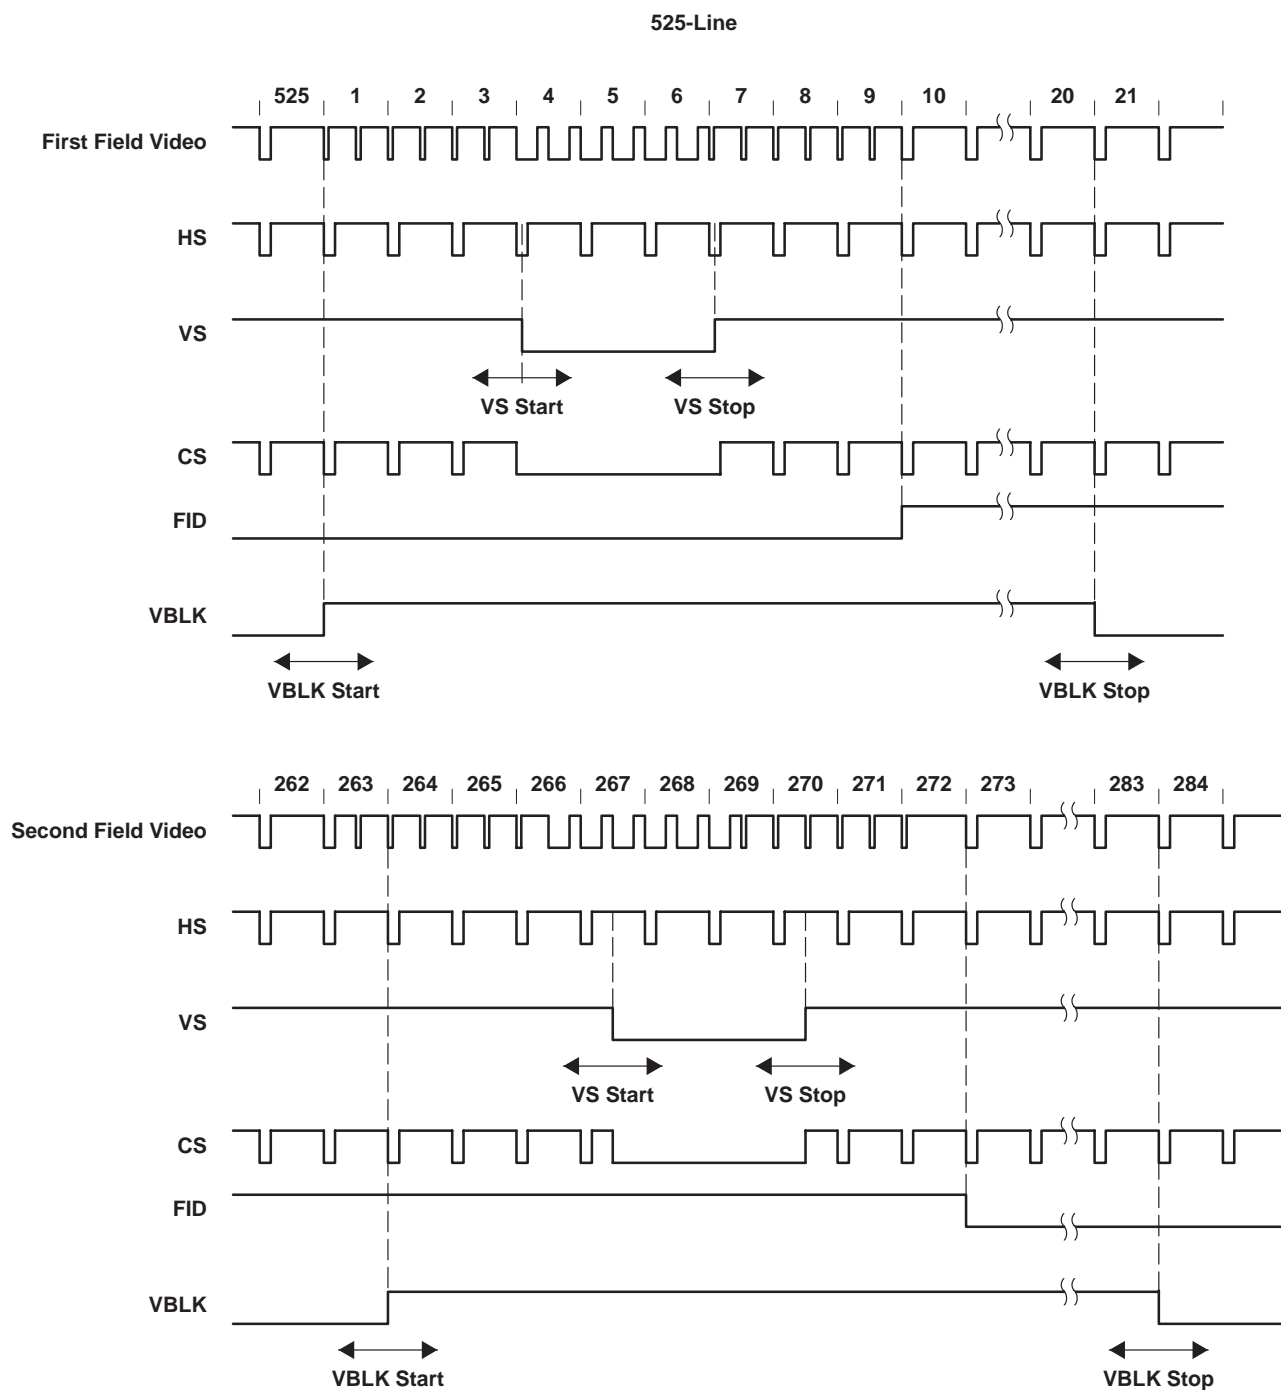 525-Line
525 1 2 3 4 5 6 7 8 9 10 20 21
First Field Video
HS
VS
VS Start VS Stop
CS
FID
VBLK
VBLK Start VBLK Stop
262 263 264 265 266 267 268 269 270 271 272 273 283 284
Second Field Video
HS
VS
VS Start VS Stop
CS
FID
VBLK
VBLK Start VBLK Stop